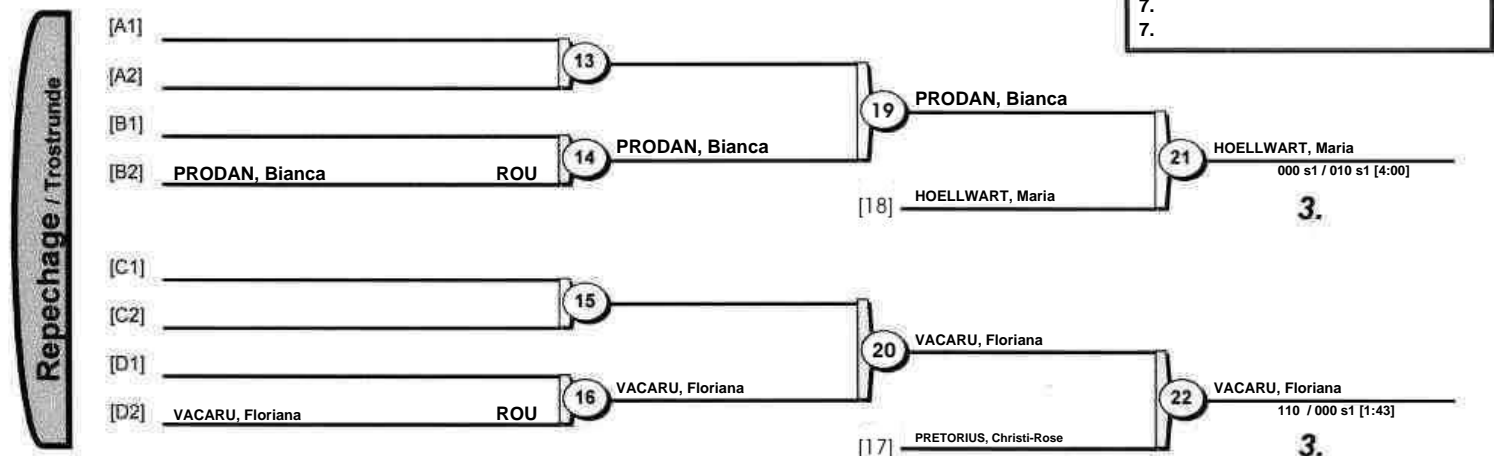 7.
7.
Repechage / Trostrunde
[A1]
[A2]
13
[B1]
[B2] PRODAN, Bianca ROU
14 PRODAN, Bianca
19 PRODAN, Bianca
[18] HOELLWART, Maria
21 HOELLWART, Maria
000 s1 / 010 s1 [4:00]
3.
[C1]
[C2]
15
[D1]
[D2] VACARU, Floriana ROU
16 VACARU, Floriana
20 VACARU, Floriana
[17] PRETORIUS, Christi-Rose
22 VACARU, Floriana
110 / 000 s1 [1:43]
3.